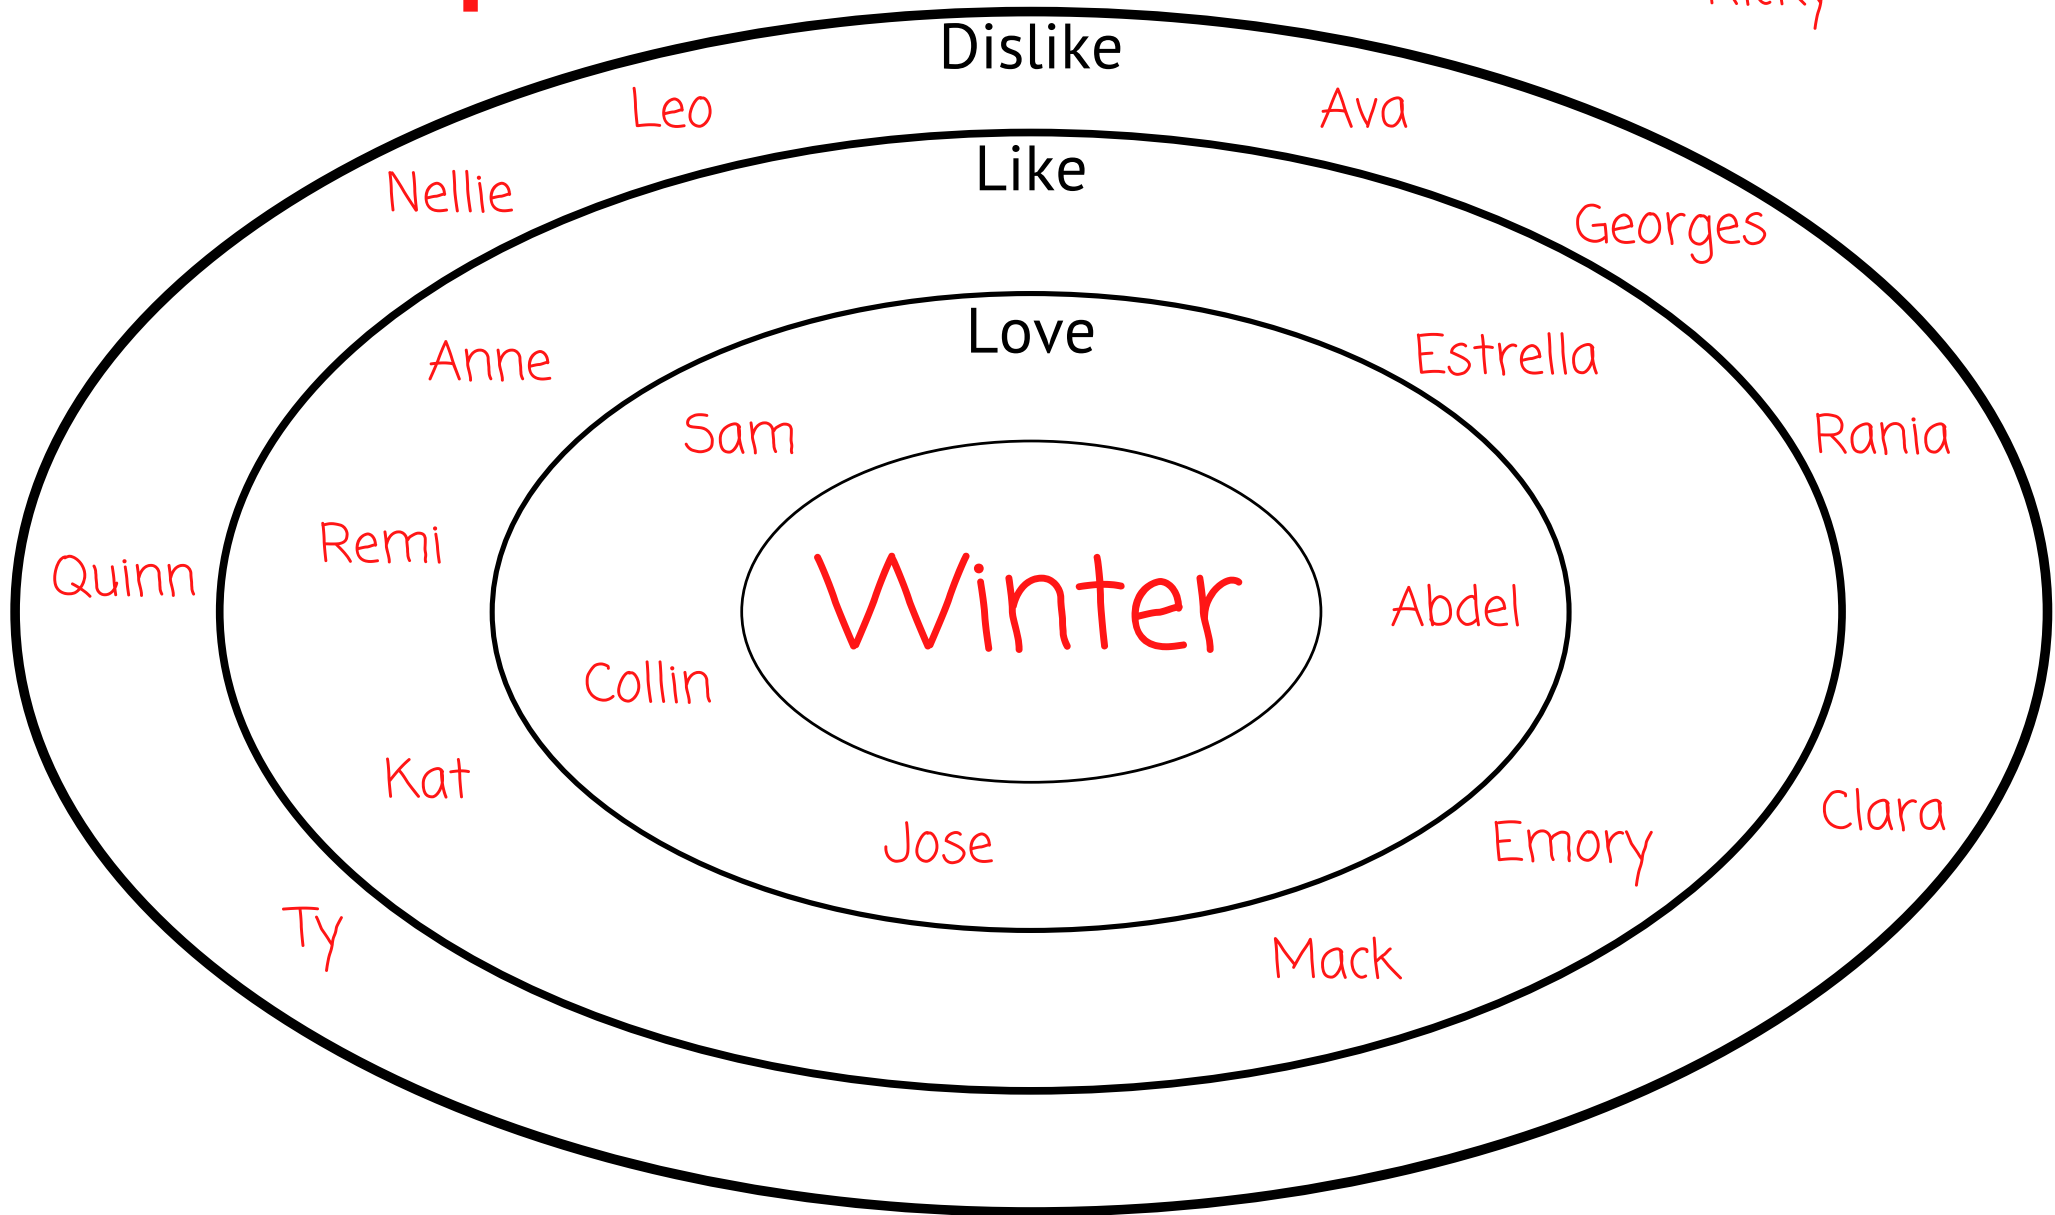 Dislike
Leo
Ava
Like
Nellie
Georges
Love
Anne
Estrella
Sam
Rania
Remi
Quinn
Winter
Abdel
Collin
Kat
Clara
Jose
Emory
Ty
Mack